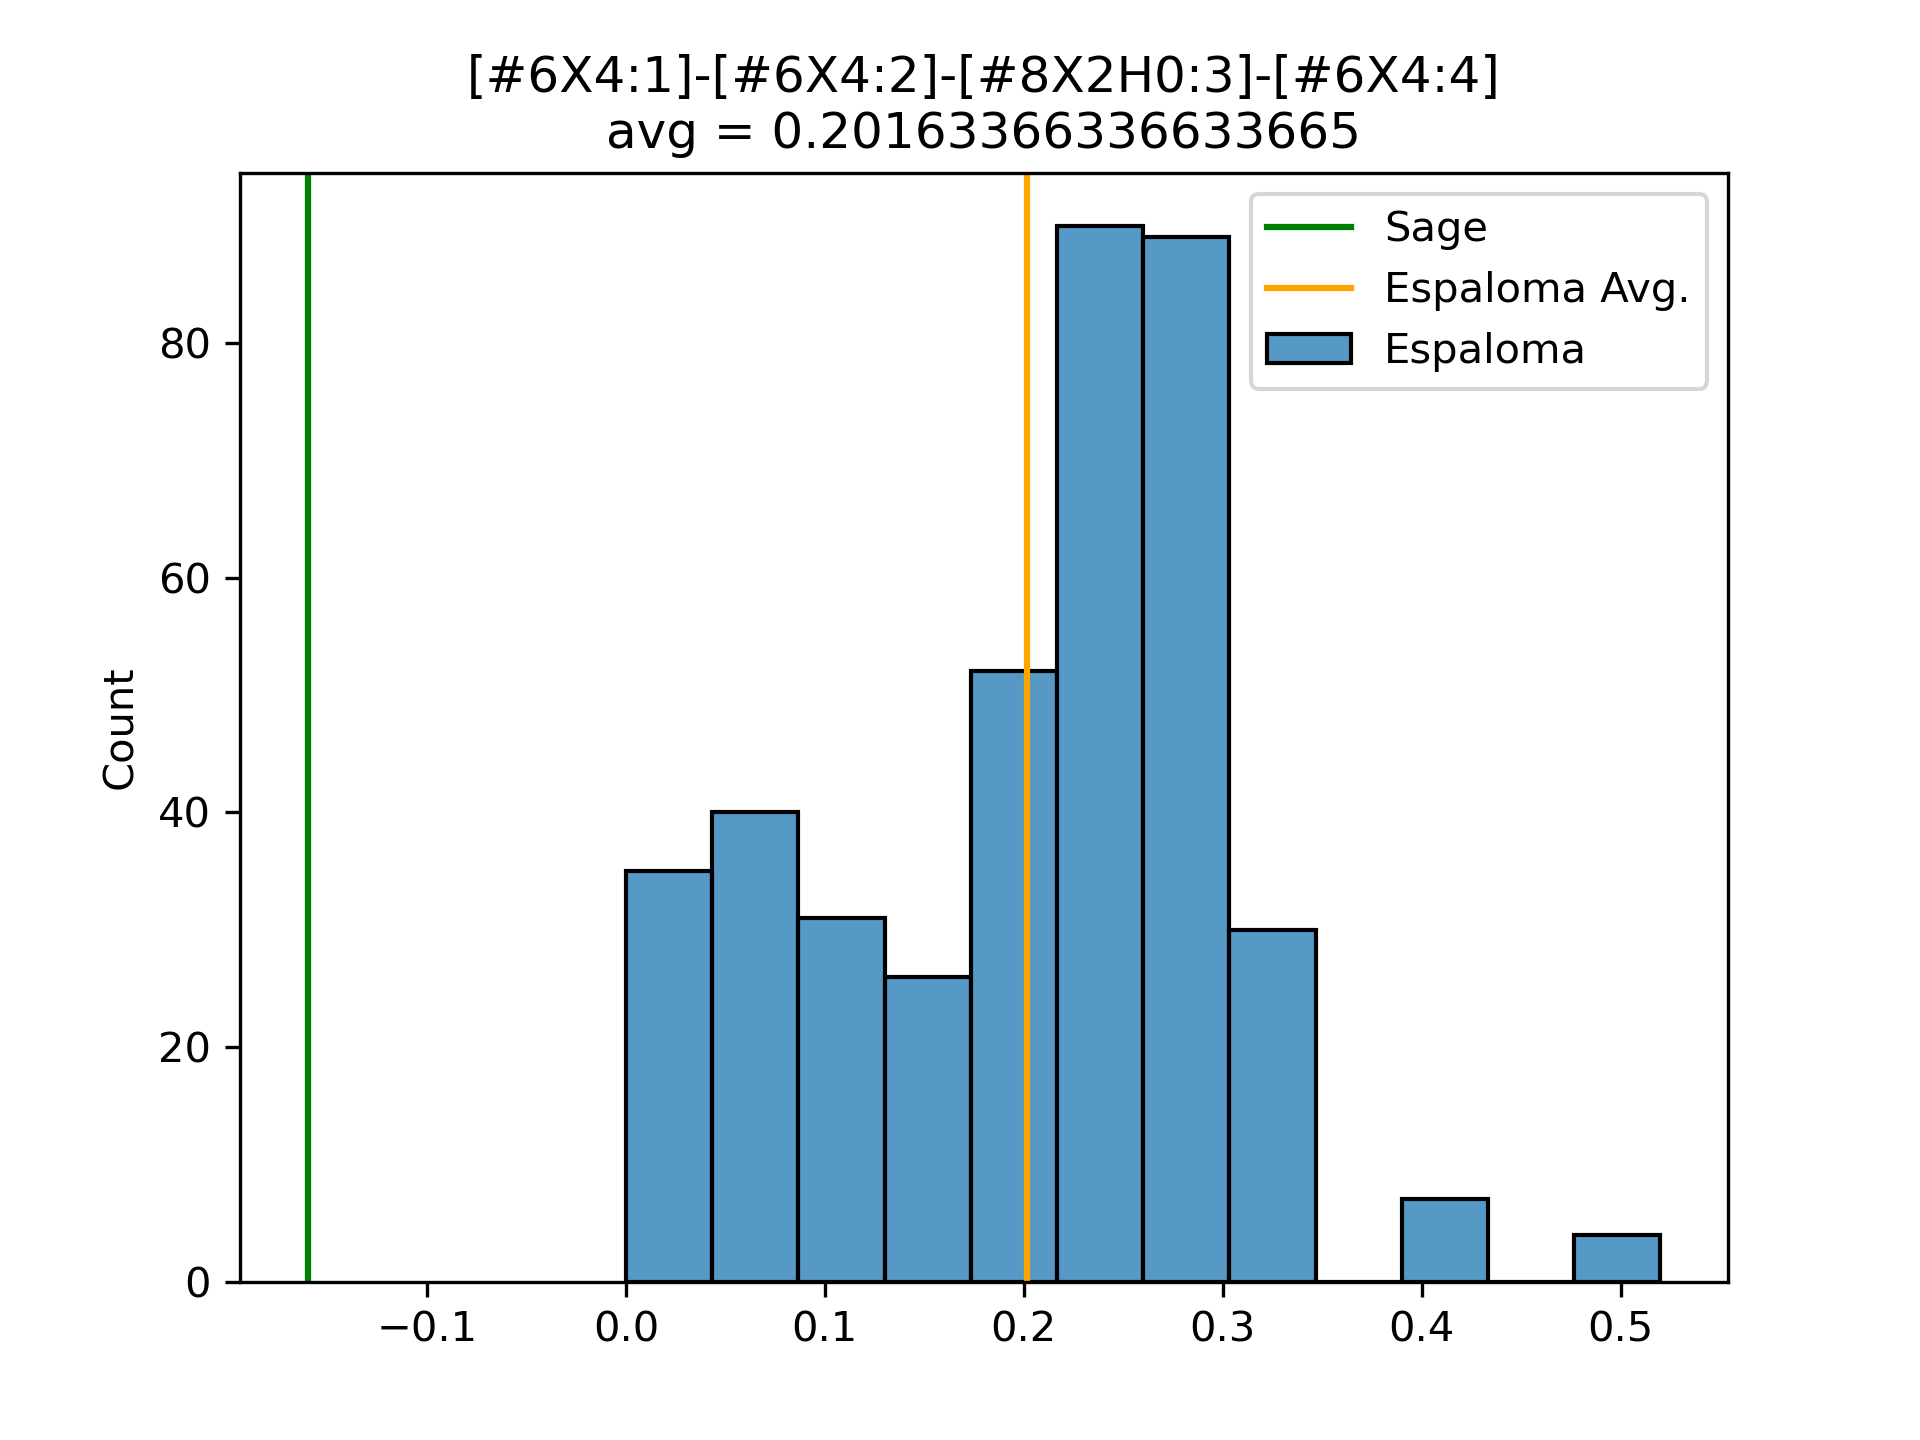 [#6X4:1]-[#6X4:2]-[#8X2H0:3]-[#6X4:4]
avg = 0.20163366336633665
Sage
Espaloma Avg.
Espaloma
Count
80
60
40
20
0
−0.1
0.0
0.1
0.2
0.3
0.4
0.5